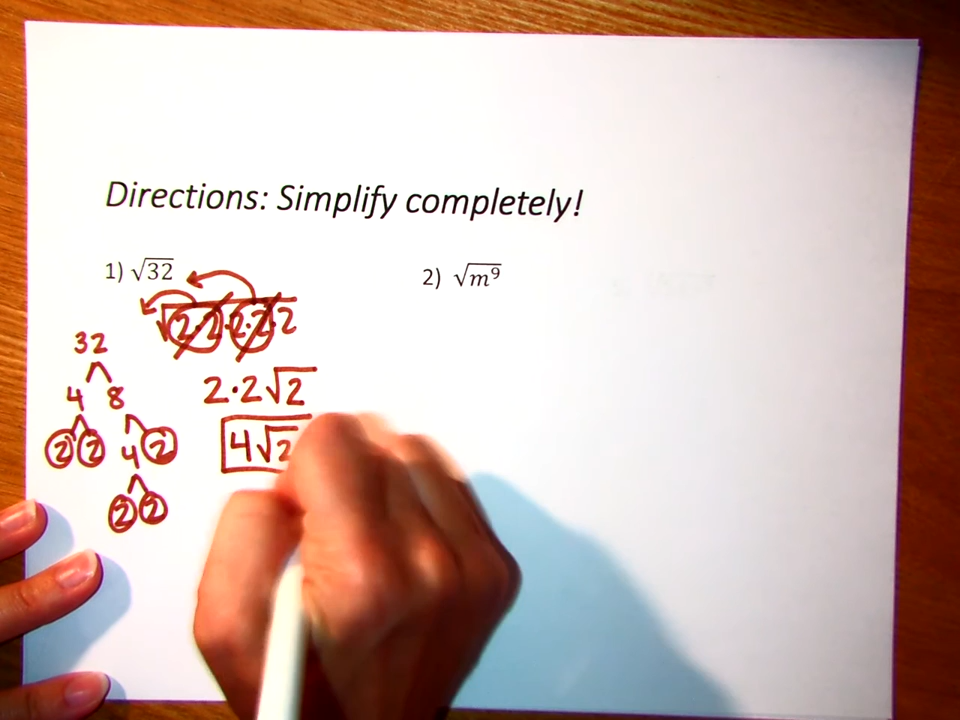 Directions: Simplify completely!
1) √32
2) √m⁹
√2·2·2·2·2
32
4 8
2·2√2
2 2 4 2
4√2
2 2